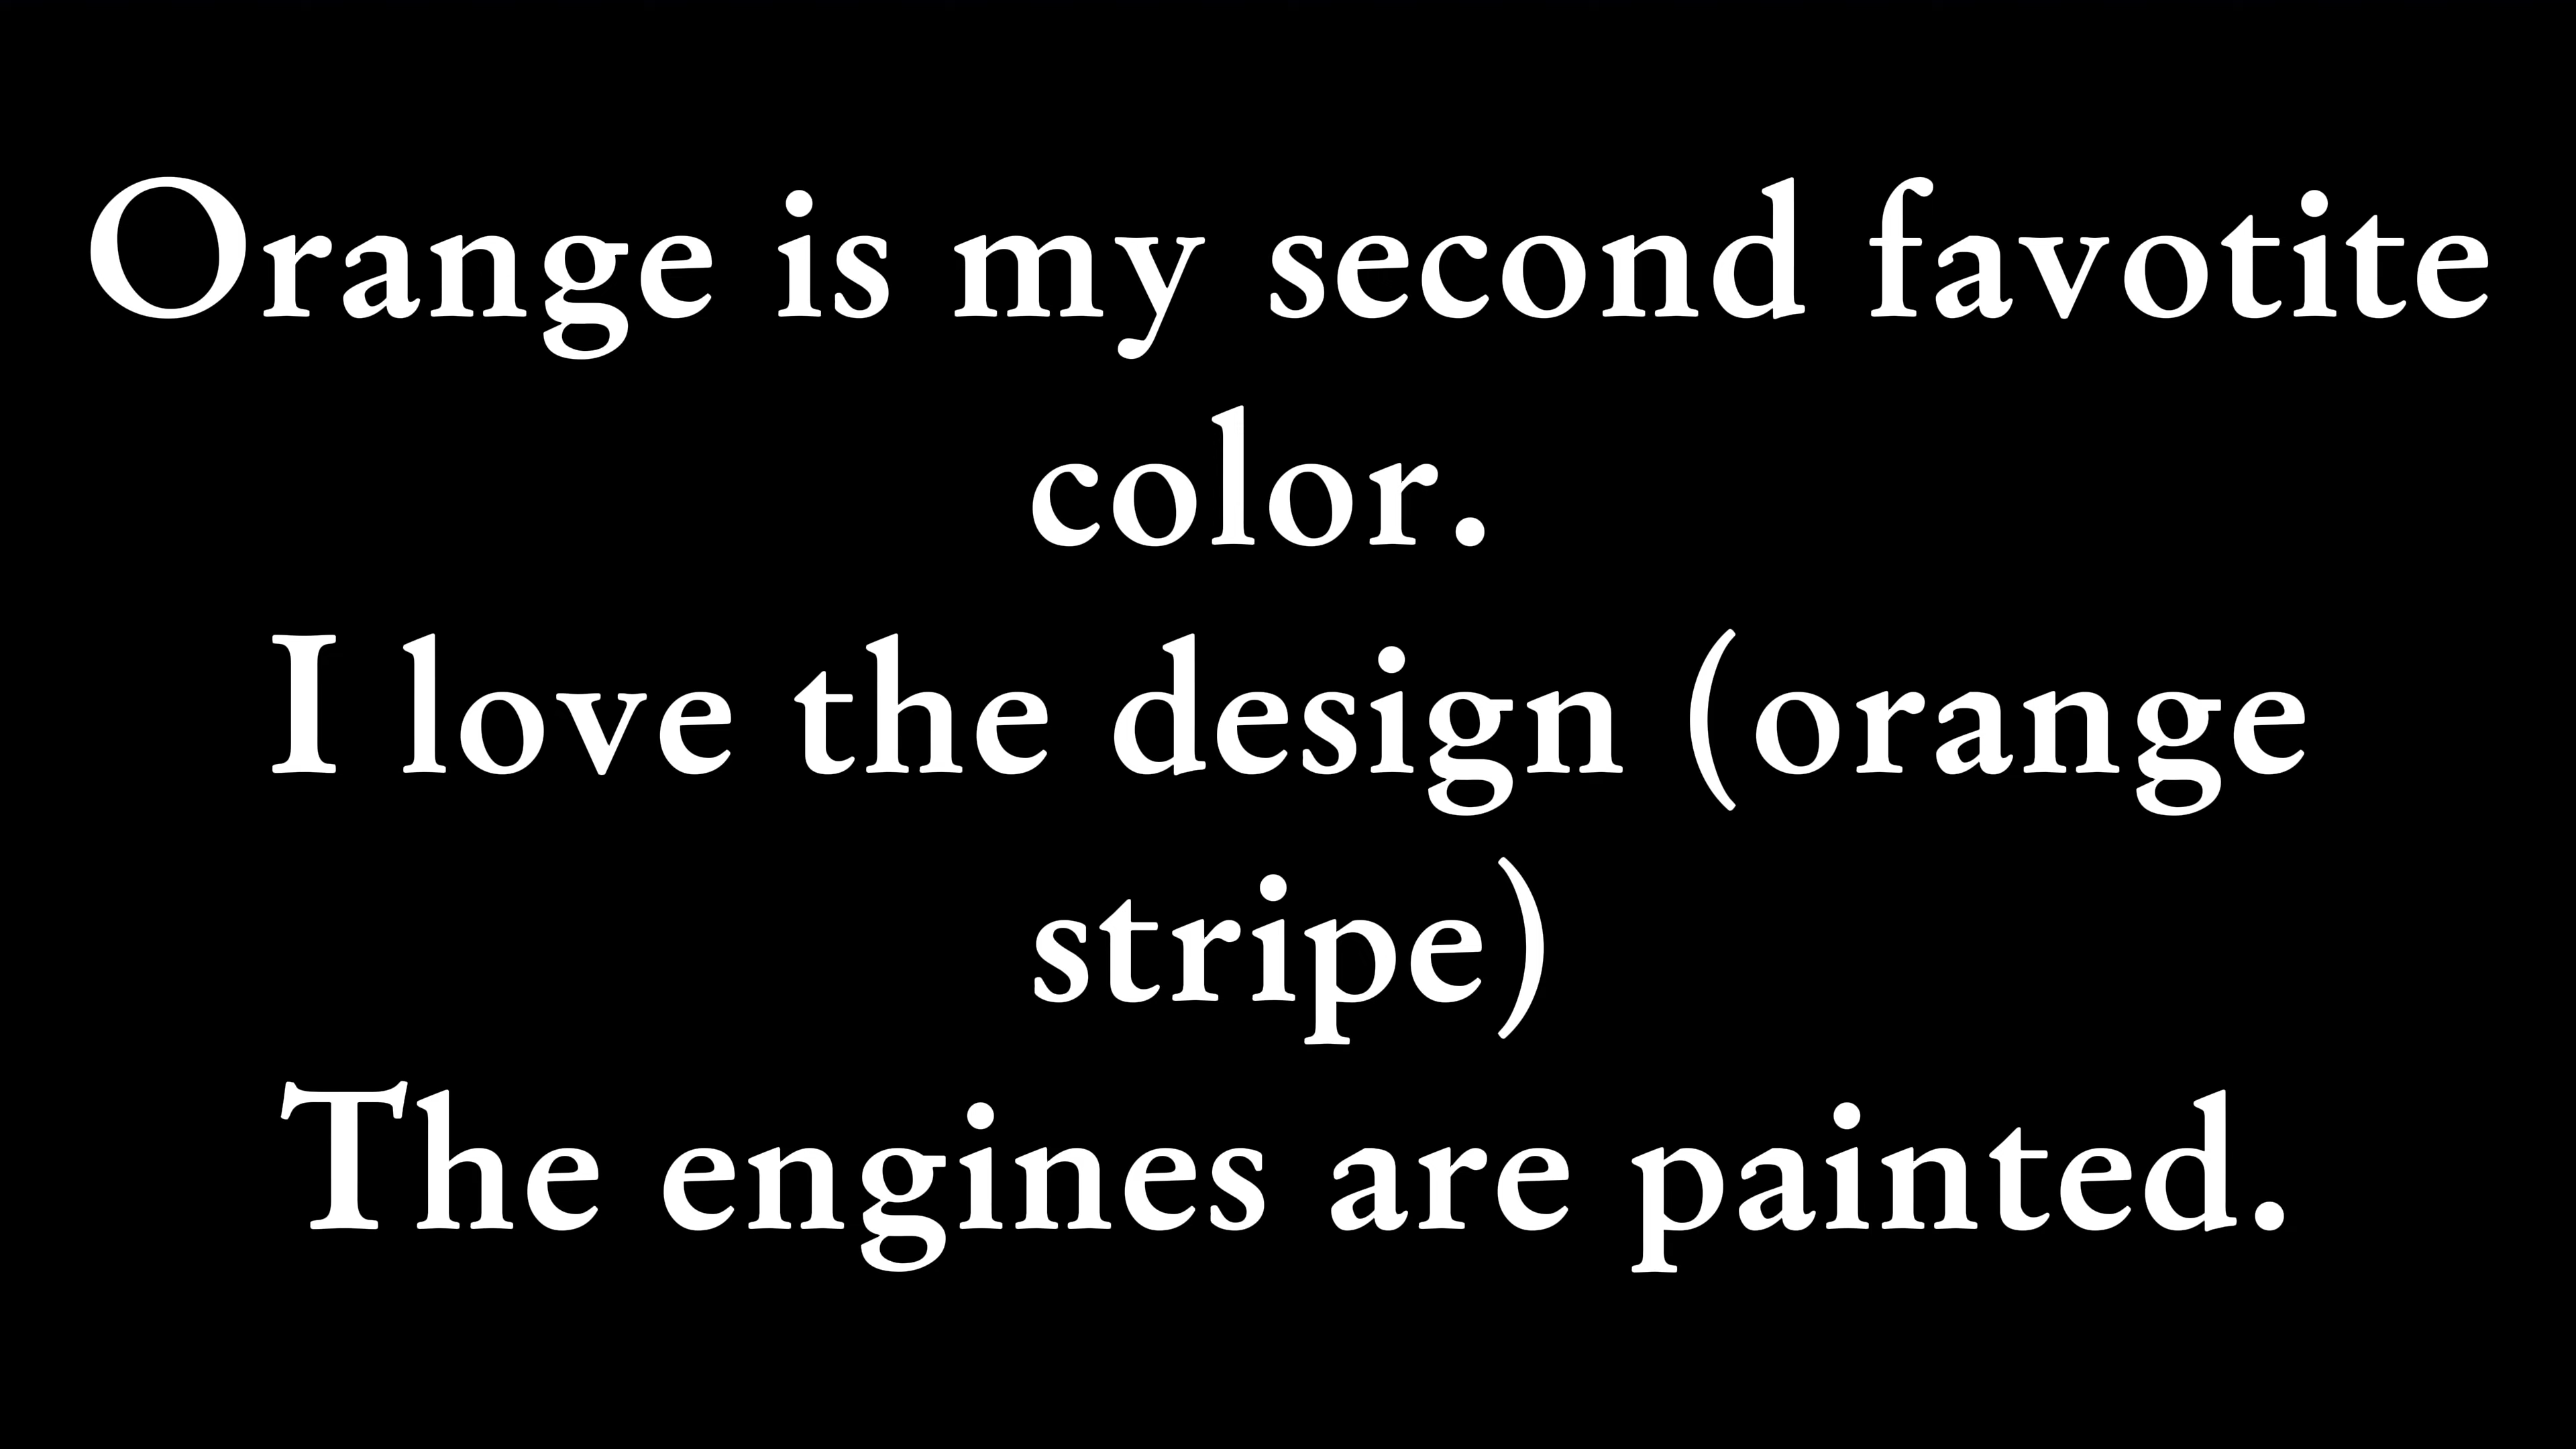 Orange is my second favotite
color.
I love the design (orange
stripe)
The engines are painted.